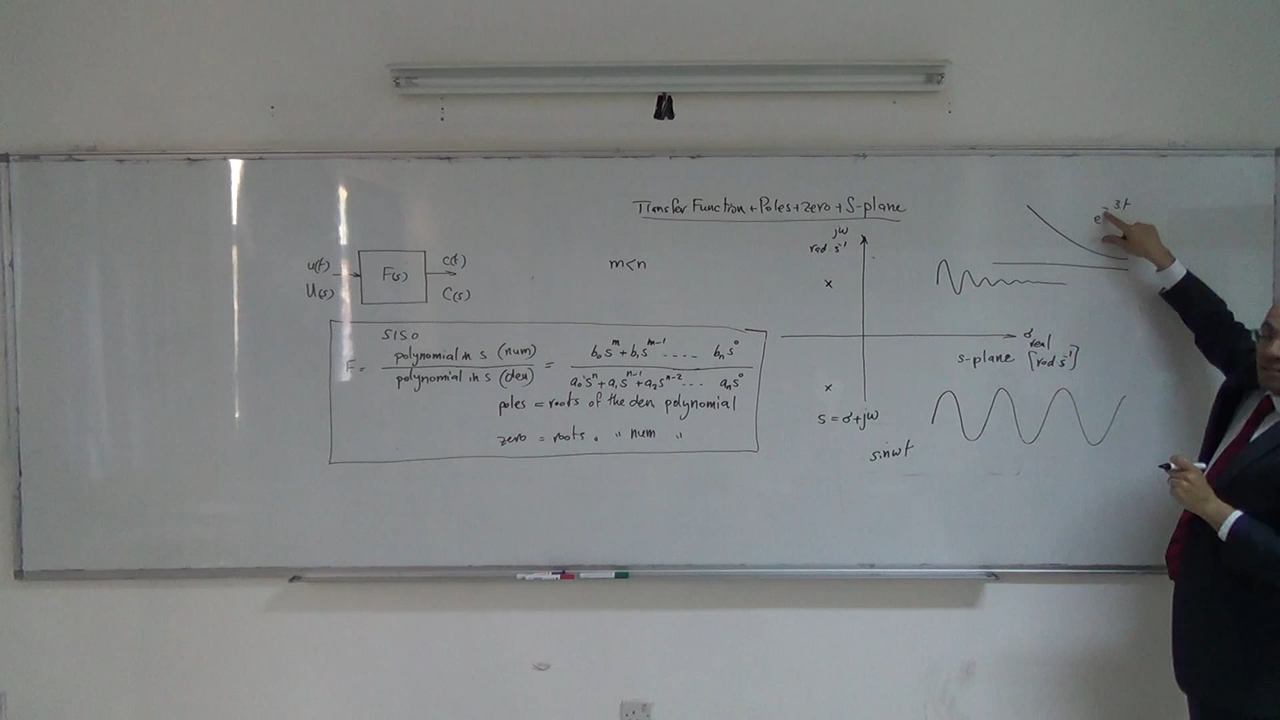 Transfer Function + Poles + zero + S-plane
u(t)
U(s)
F(s)
c(t)
C(s)
m<n
SISO
F = polynomial in s (num) / polynomial in s (den) = b₀s^m + b₁s^(m-1) .... bₙs⁰ / a₀s^n + a₁s^(n-1) + a₂s^(n-2) ... aₙs⁰
poles = roots of the den polynomial
zero = roots " " num "
jω
rad s⁻¹
x
x
σ
real
[rad s⁻¹]
s-plane
s = σ + jω
sinωt
e^-3t